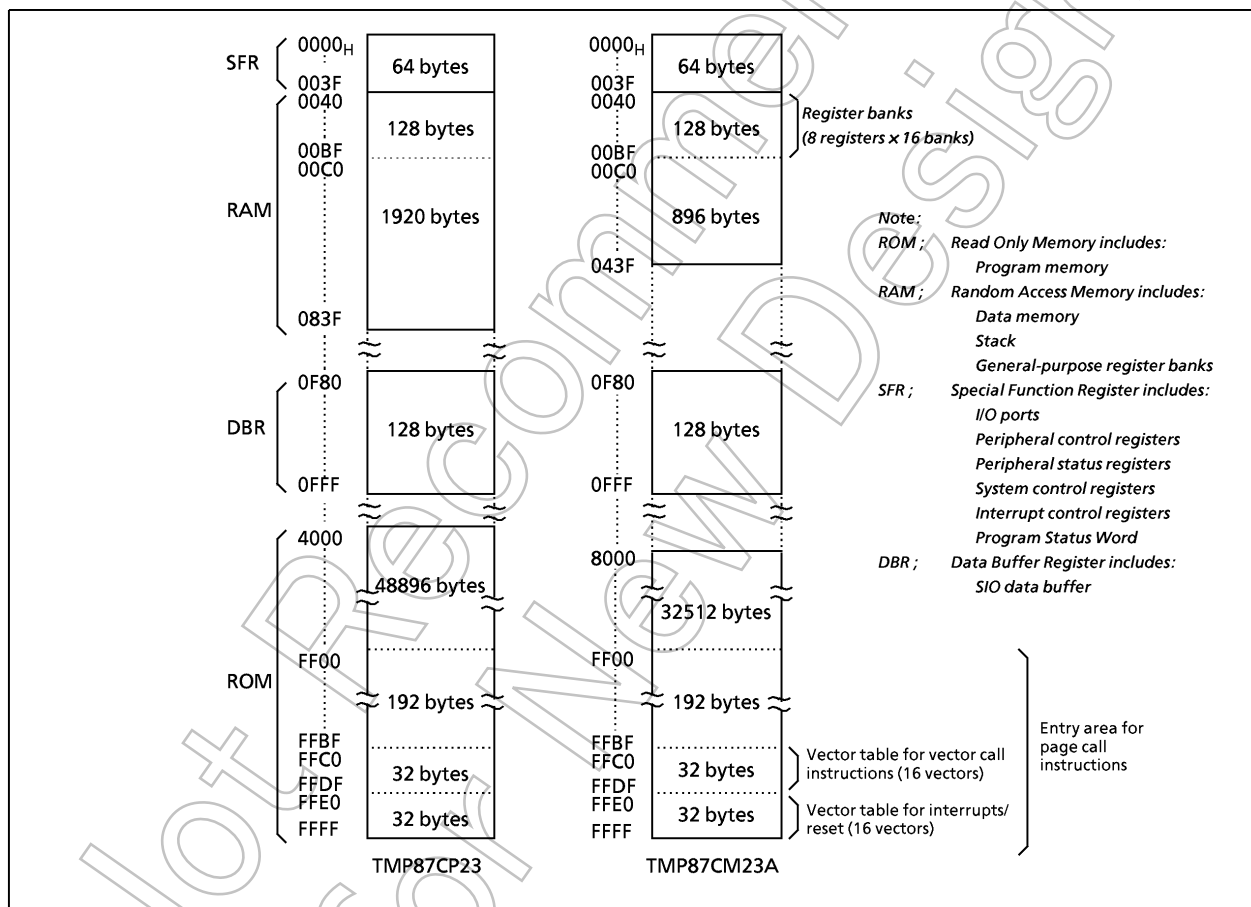 SFR
0000H
003F
64 bytes
RAM
0040
128 bytes
00BF
00C0
1920 bytes
083F
DBR
0F80
128 bytes
0FFF
ROM
4000
48896 bytes
FF00
192 bytes
FFBF
FFC0
32 bytes
FFDF
FFE0
32 bytes
FFFF
TMP87CP23
0000H
64 bytes
003F
0040
128 bytes
00BF
00C0
896 bytes
043F
0F80
128 bytes
0FFF
8000
32512 bytes
FF00
192 bytes
FFBF
FFC0
32 bytes
FFDF
FFE0
32 bytes
FFFF
TMP87CM23A
Register banks
(8 registers × 16 banks)
Note:
ROM ; Read Only Memory includes:
Program memory
RAM ; Random Access Memory includes:
Data memory
Stack
General-purpose register banks
SFR ; Special Function Register includes:
I/O ports
Peripheral control registers
Peripheral status registers
System control registers
Interrupt control registers
Program Status Word
DBR ; Data Buffer Register includes:
SIO data buffer
Vector table for vector call
instructions (16 vectors)
Vector table for interrupts/
reset (16 vectors)
Entry area for
page call
instructions